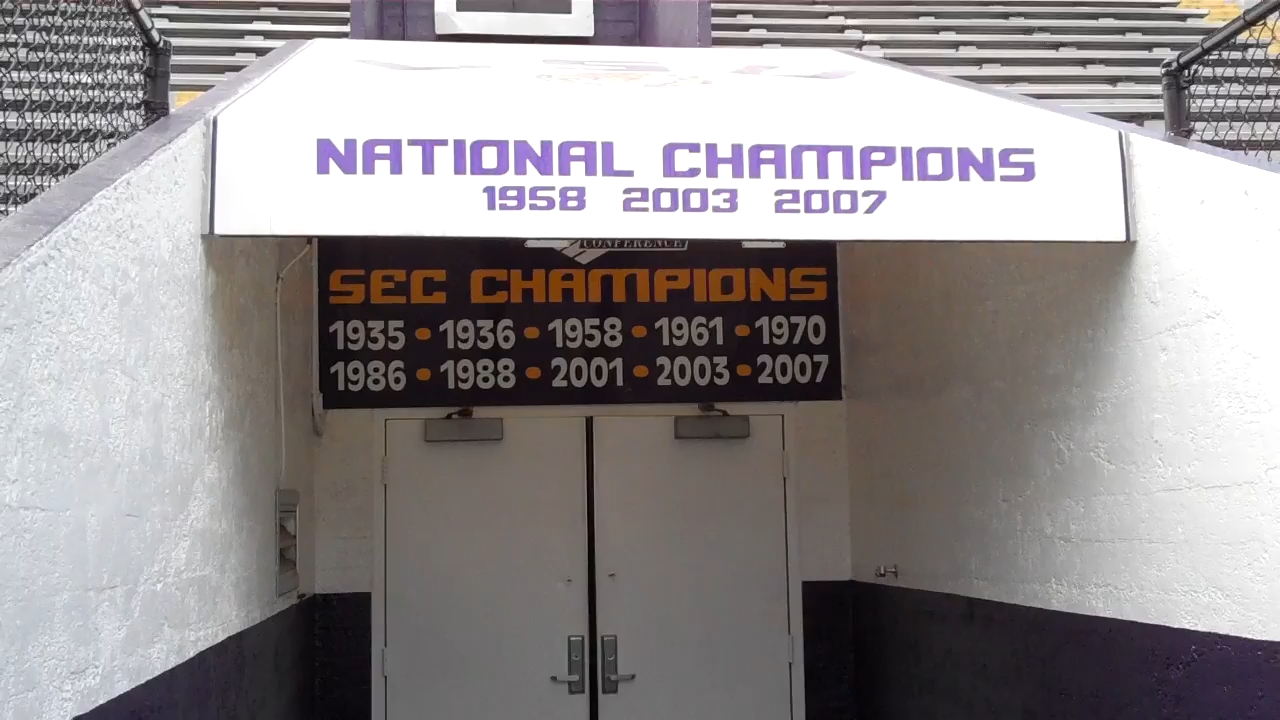 NATIONAL CHAMPIONS
1958 2003 2007
CONFERENCE
SEC CHAMPIONS
1935 • 1936 • 1958 • 1961 • 1970
1986 • 1988 • 2001 • 2003 • 2007